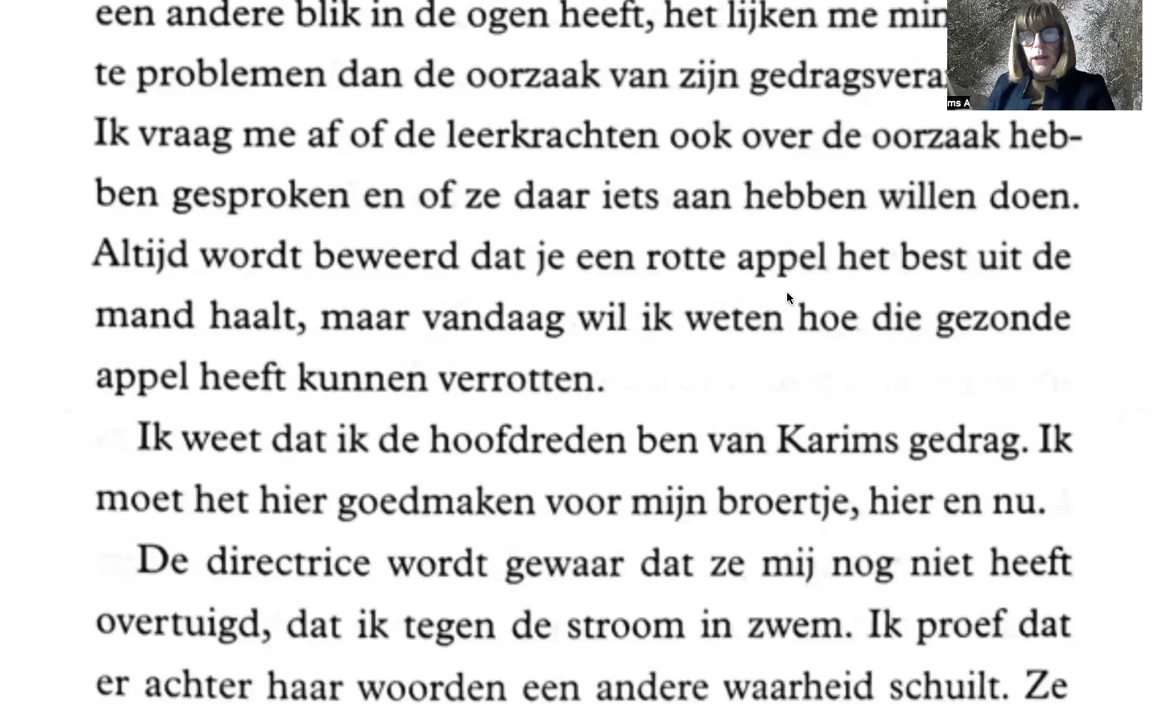 een andere blik in de ogen heeft, het lijken me min
te problemen dan de oorzaak van zijn gedragsvera
Ik vraag me af of de leerkrachten ook over de oorzaak heb-
ben gesproken en of ze daar iets aan hebben willen doen.
Altijd wordt beweerd dat je een rotte appel het best uit de
mand haalt, maar vandaag wil ik weten hoe die gezonde
appel heeft kunnen verrotten.
Ik weet dat ik de hoofdreden ben van Karims gedrag. Ik
moet het hier goedmaken voor mijn broertje, hier en nu.
De directrice wordt gewaar dat ze mij nog niet heeft
overtuigd, dat ik tegen de stroom in zwem. Ik proef dat
er achter haar woorden een andere waarheid schuilt. Ze
ms A